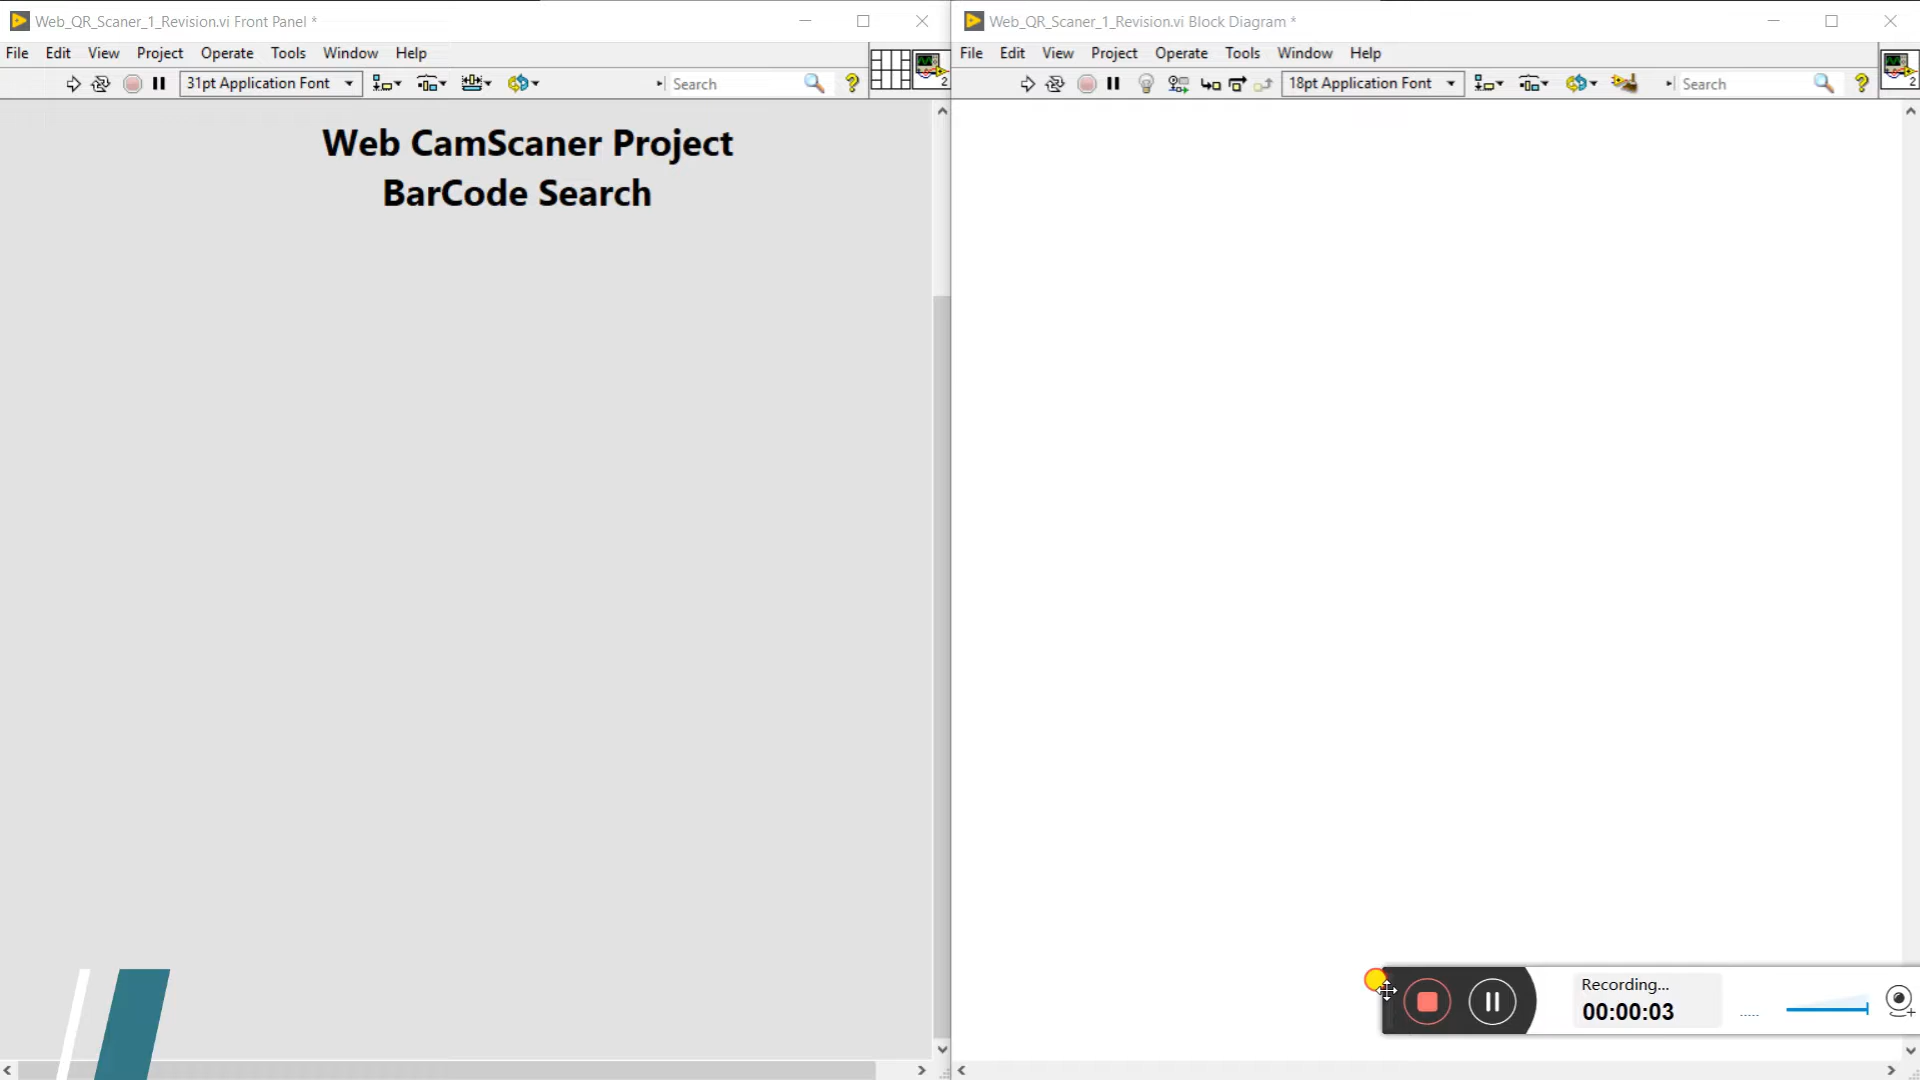 Web_QR_Scaner_1_Revision.vi Front Panel *
File Edit View Project Operate Tools Window Help
31pt Application Font
Search
?
2
Web CamScaner Project
BarCode Search
Web_QR_Scaner_1_Revision.vi Block Diagram *
File Edit View Project Operate Tools Window Help
18pt Application Font
Search
?
2
Recording...
00:00:03